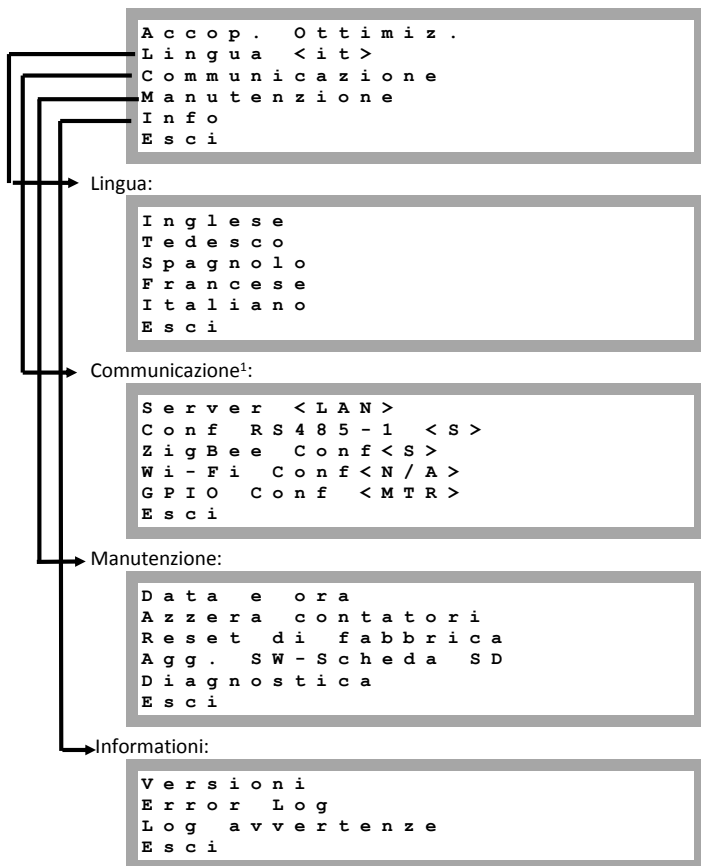 Accop. Ottimiz.
Lingua <it>
Communicazione
Manutenzione
Info
Esci
Lingua:
Inglese
Tedesco
Spagnolo
Francese
Italiano
Esci
Communicazione¹:
Server <LAN>
Conf RS485-1 <S>
ZigBee Conf<S>
Wi-Fi Conf<N/A>
GPIO Conf <MTR>
Esci
Manutenzione:
Data e ora
Azzera contatori
Reset di fabbrica
Agg. SW-Scheda SD
Diagnostica
Esci
Informationi:
Versioni
Error Log
Log avvertenze
Esci